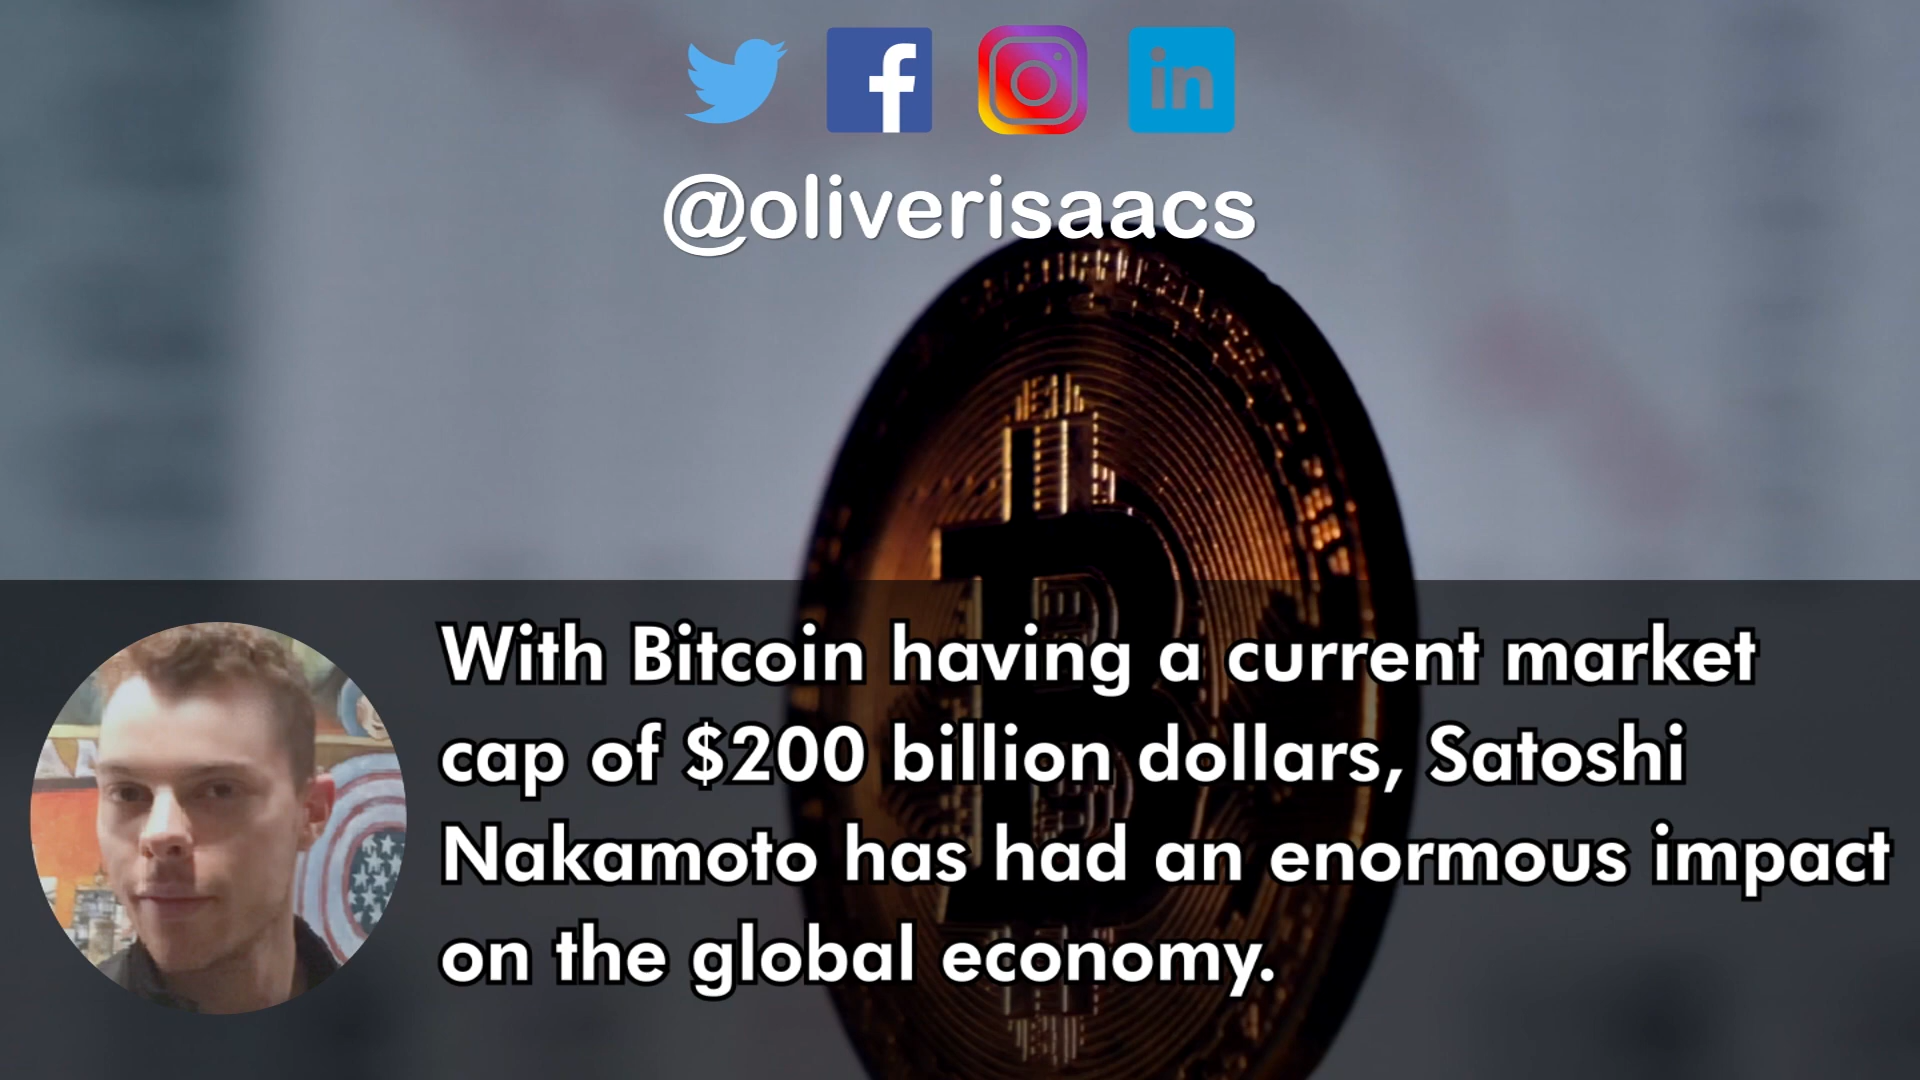 @oliverisaacs
With Bitcoin having a current market
cap of $200 billion dollars, Satoshi
Nakamoto has had an enormous impact
on the global economy.